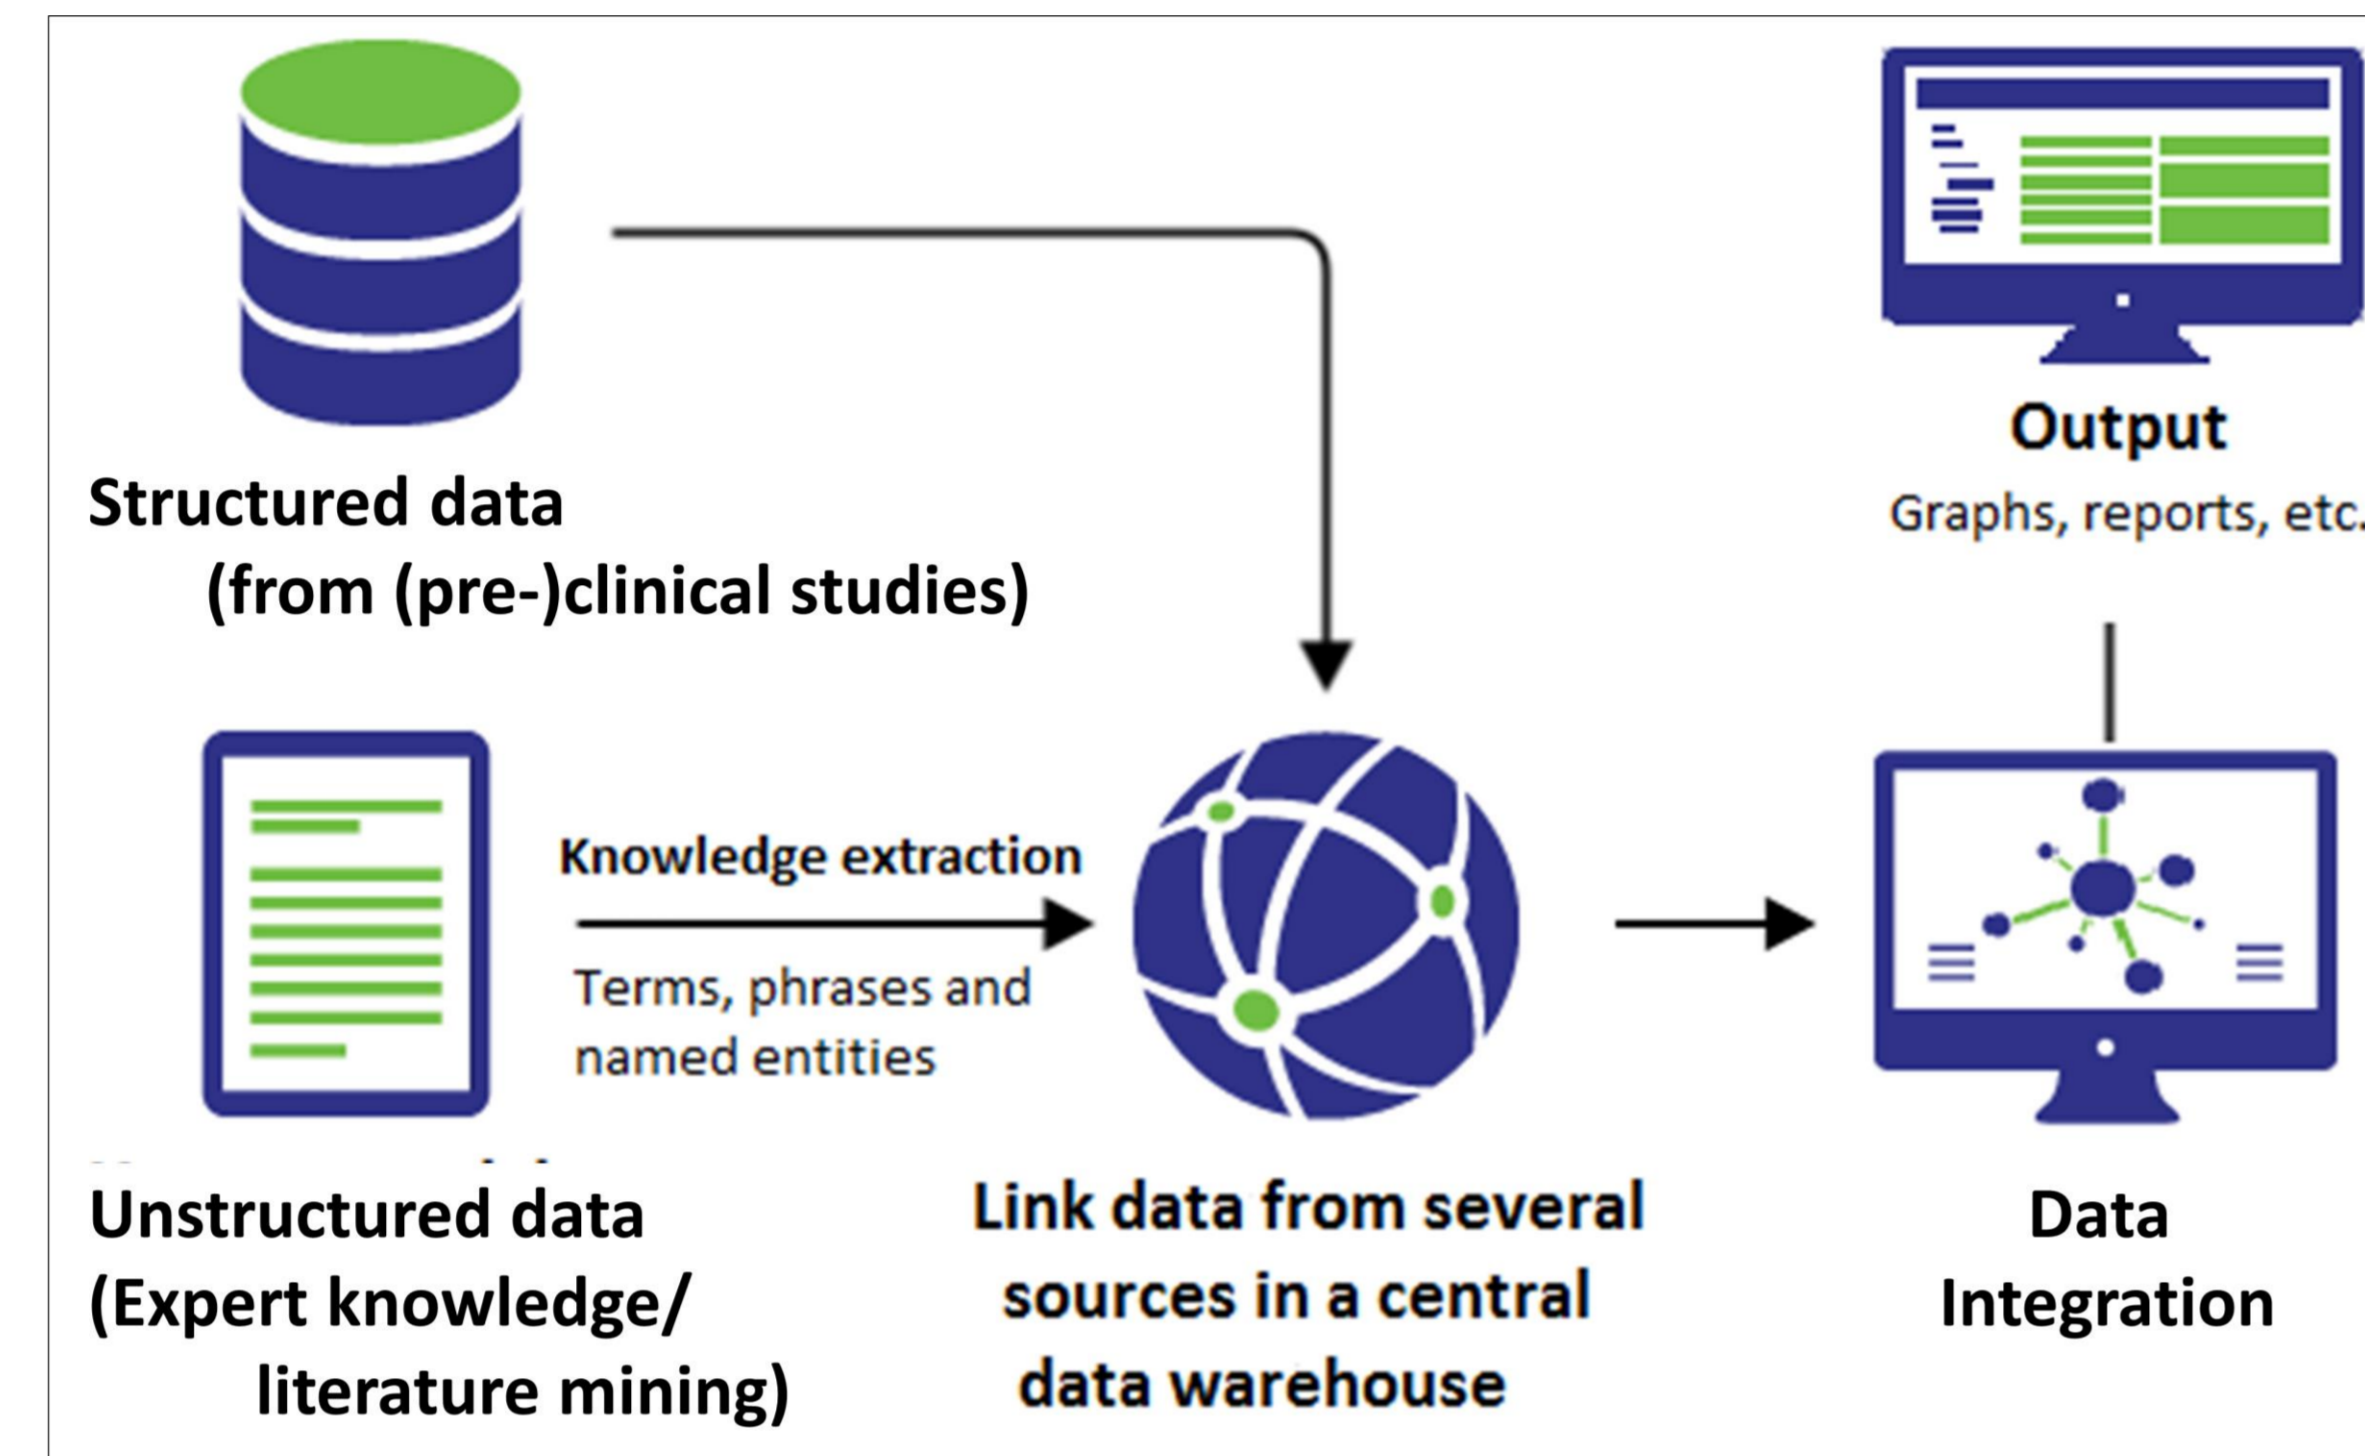 Structured data
(from (pre-)clinical studies)
Output
Graphs, reports, etc.
Knowledge extraction
Terms, phrases and
named entities
Unstructured data
(Expert knowledge/
literature mining)
Link data from several
sources in a central
data warehouse
Data
Integration